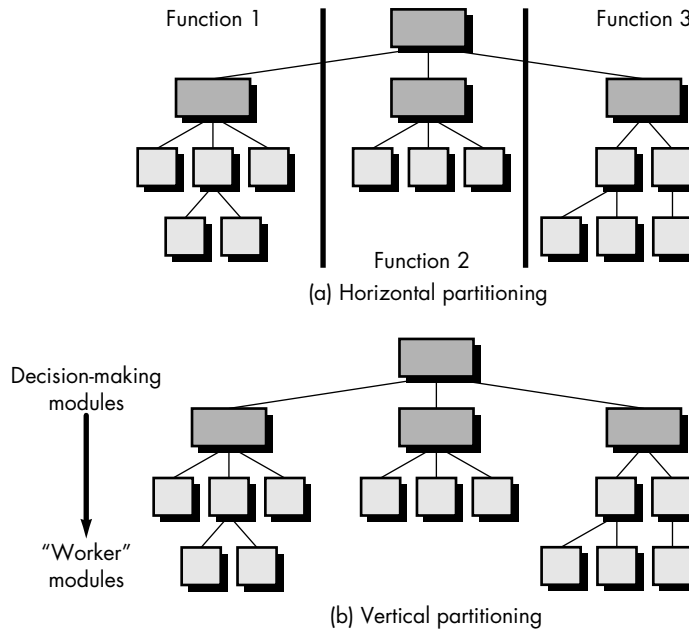 Function 1
Function 3
Function 2
(a) Horizontal partitioning
Decision-making
modules
“Worker”
modules
(b) Vertical partitioning